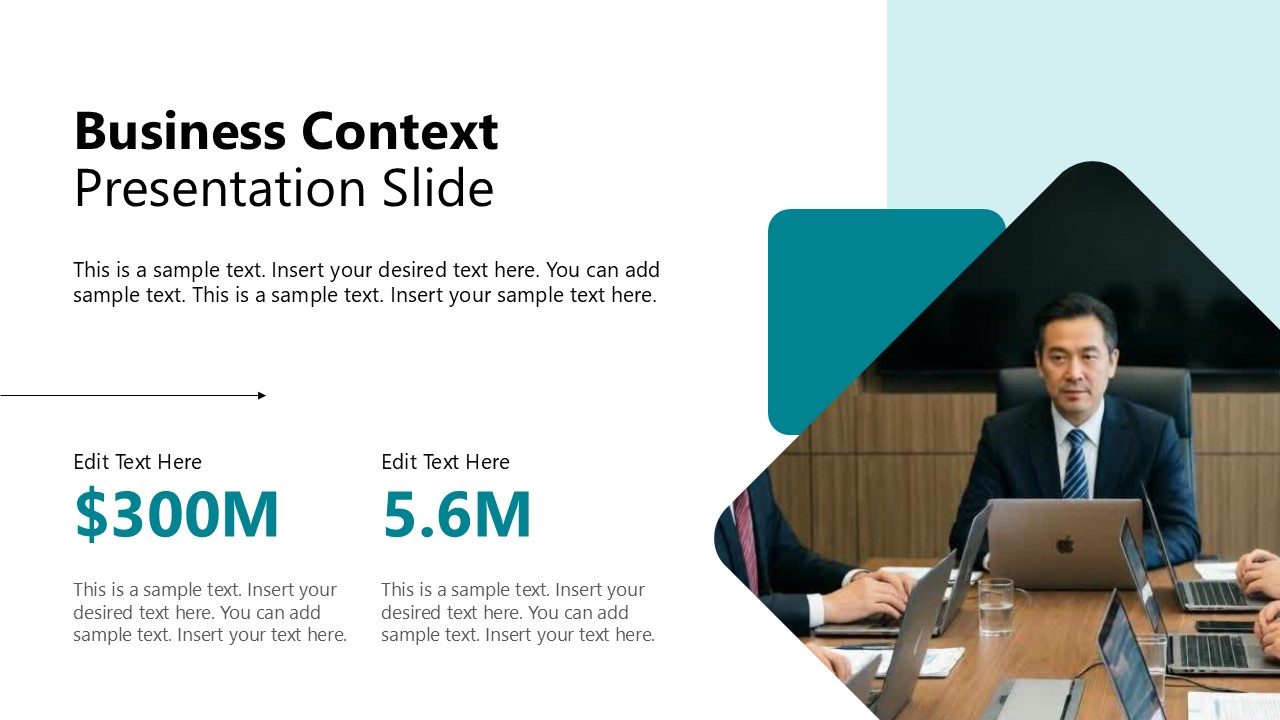 Business Context
Presentation Slide
This is a sample text. Insert your desired text here. You can add
sample text. This is a sample text. Insert your sample text here.
Edit Text Here
$300M
This is a sample text. Insert your
desired text here. You can add
sample text. Insert your text here.
Edit Text Here
5.6M
This is a sample text. Insert your
desired text here. You can add
sample text. Insert your text here.